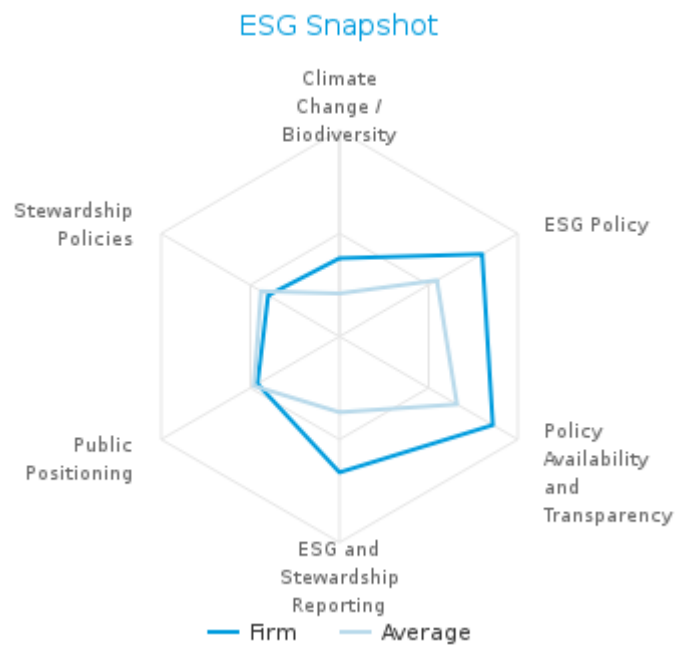 ESG Snapshot
Climate
Change /
Biodiversity
Stewardship
Policies
ESG Policy
Public
Positioning
Policy
Availability
and
Transparency
ESG and
Stewardship
Reporting
Firm
Average